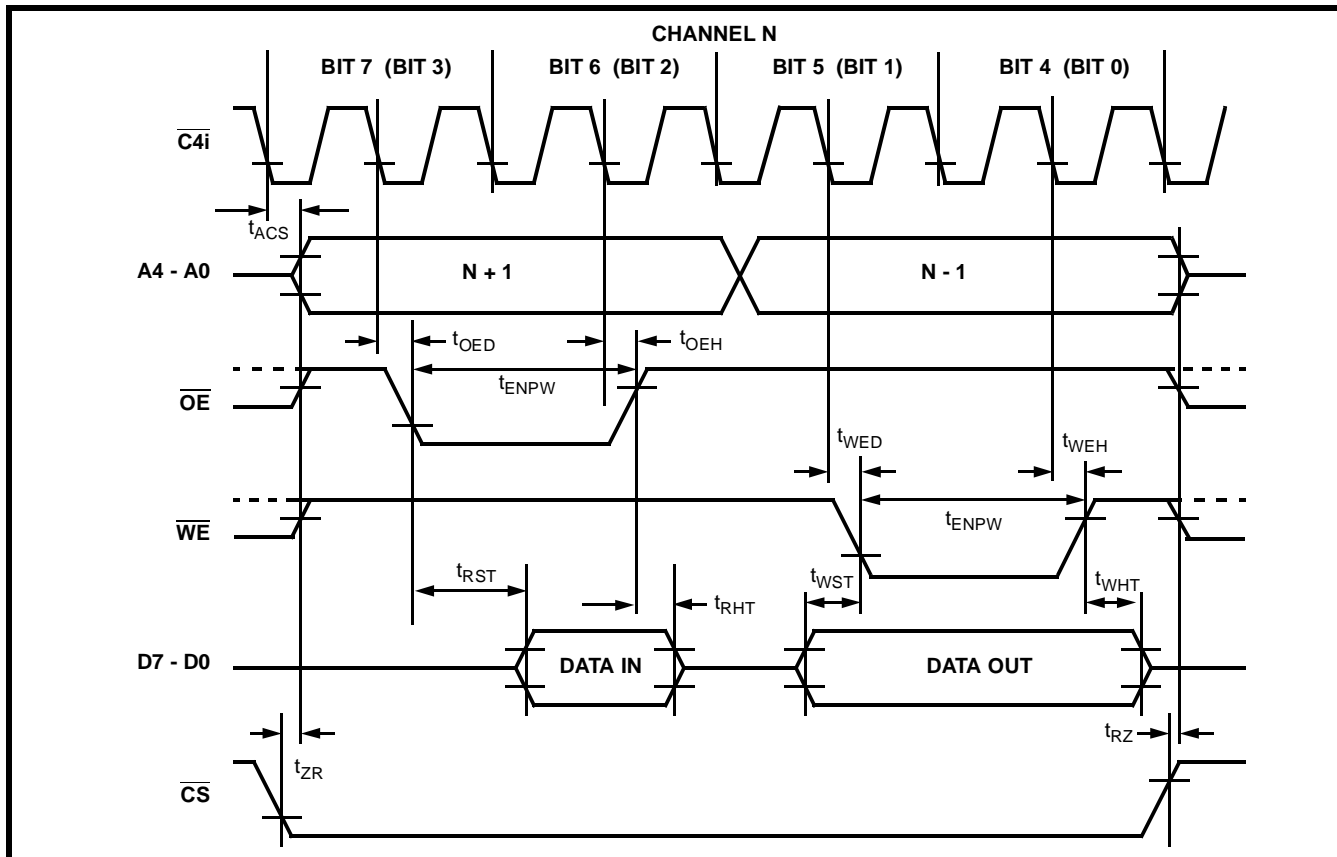 CHANNEL N
BIT 7 (BIT 3) BIT 6 (BIT 2) BIT 5 (BIT 1) BIT 4 (BIT 0)
C4i
tACS
A4 - A0 N + 1 N - 1
tOED tOEH
tENPW
OE
tWED tWEH
tENPW
WE
tRST tWST tWHT
tRHT
D7 - D0 DATA IN DATA OUT
tRZ
tZR
CS